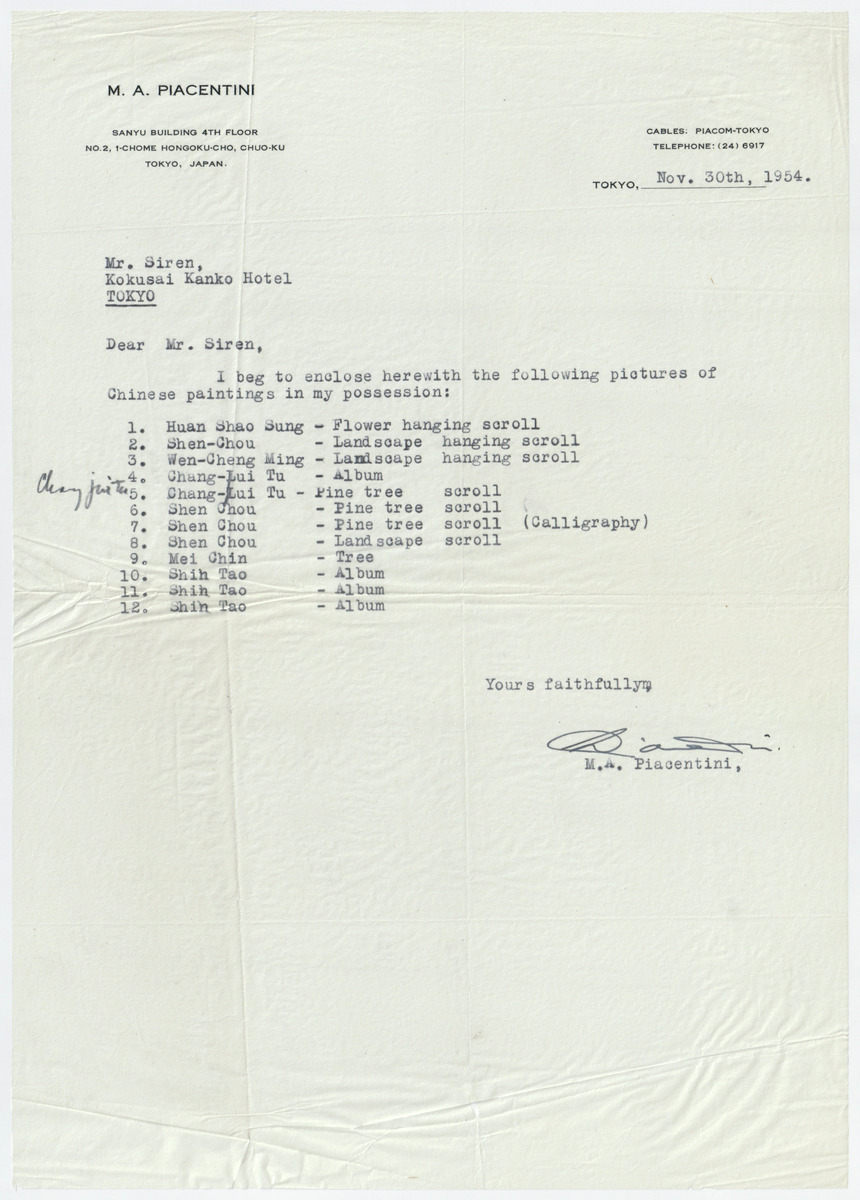 M. A. PIACENTINI
SANYU BUILDING 4TH FLOOR
NO.2, 1-CHOME HONGOKU-CHO, CHUO-KU
TOKYO, JAPAN.
CABLES: PIACOM-TOKYO
TELEPHONE: (24) 6917
TOKYO, Nov. 30th, 1954.
Mr. Siren,
Kokusai Kanko Hotel
TOKYO
Dear Mr. Siren,
I beg to enclose herewith the following pictures of
Chinese paintings in my possession:
1. Huan Shao Sung - Flower hanging scroll
2. Shen-Chou - Landscape hanging scroll
3. Wen-Cheng Ming - Landscape hanging scroll
4. Chang-Lui Tu - Album
5. Chang-Lui Tu - Pine tree scroll
6. Shen Chou - Pine tree scroll
7. Shen Chou - Pine tree scroll (Calligraphy)
8. Shen Chou - Landscape scroll
9. Mei Chin - Tree
10. Shih Tao - Album
11. Shih Tao - Album
12. Shih Tao - Album
Yours faithfully,
M.A. Piacentini,